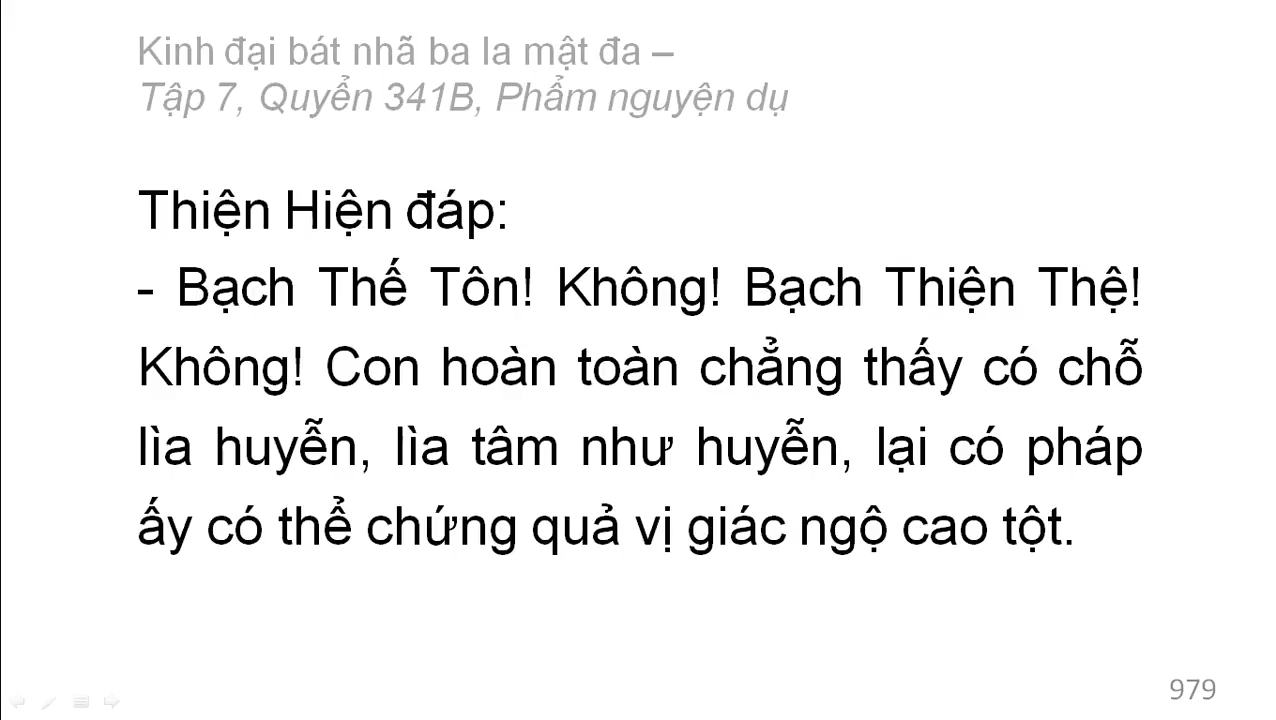 Kinh đại bát nhã ba la mật đa –
Tập 7, Quyển 341B, Phẩm nguyện dụ
Thiện Hiện đáp:
- Bạch Thế Tôn! Không! Bạch Thiện Thệ!
Không! Con hoàn toàn chẳng thấy có chỗ
lìa huyễn, lìa tâm như huyễn, lại có pháp
ấy có thể chứng quả vị giác ngộ cao tột.
979